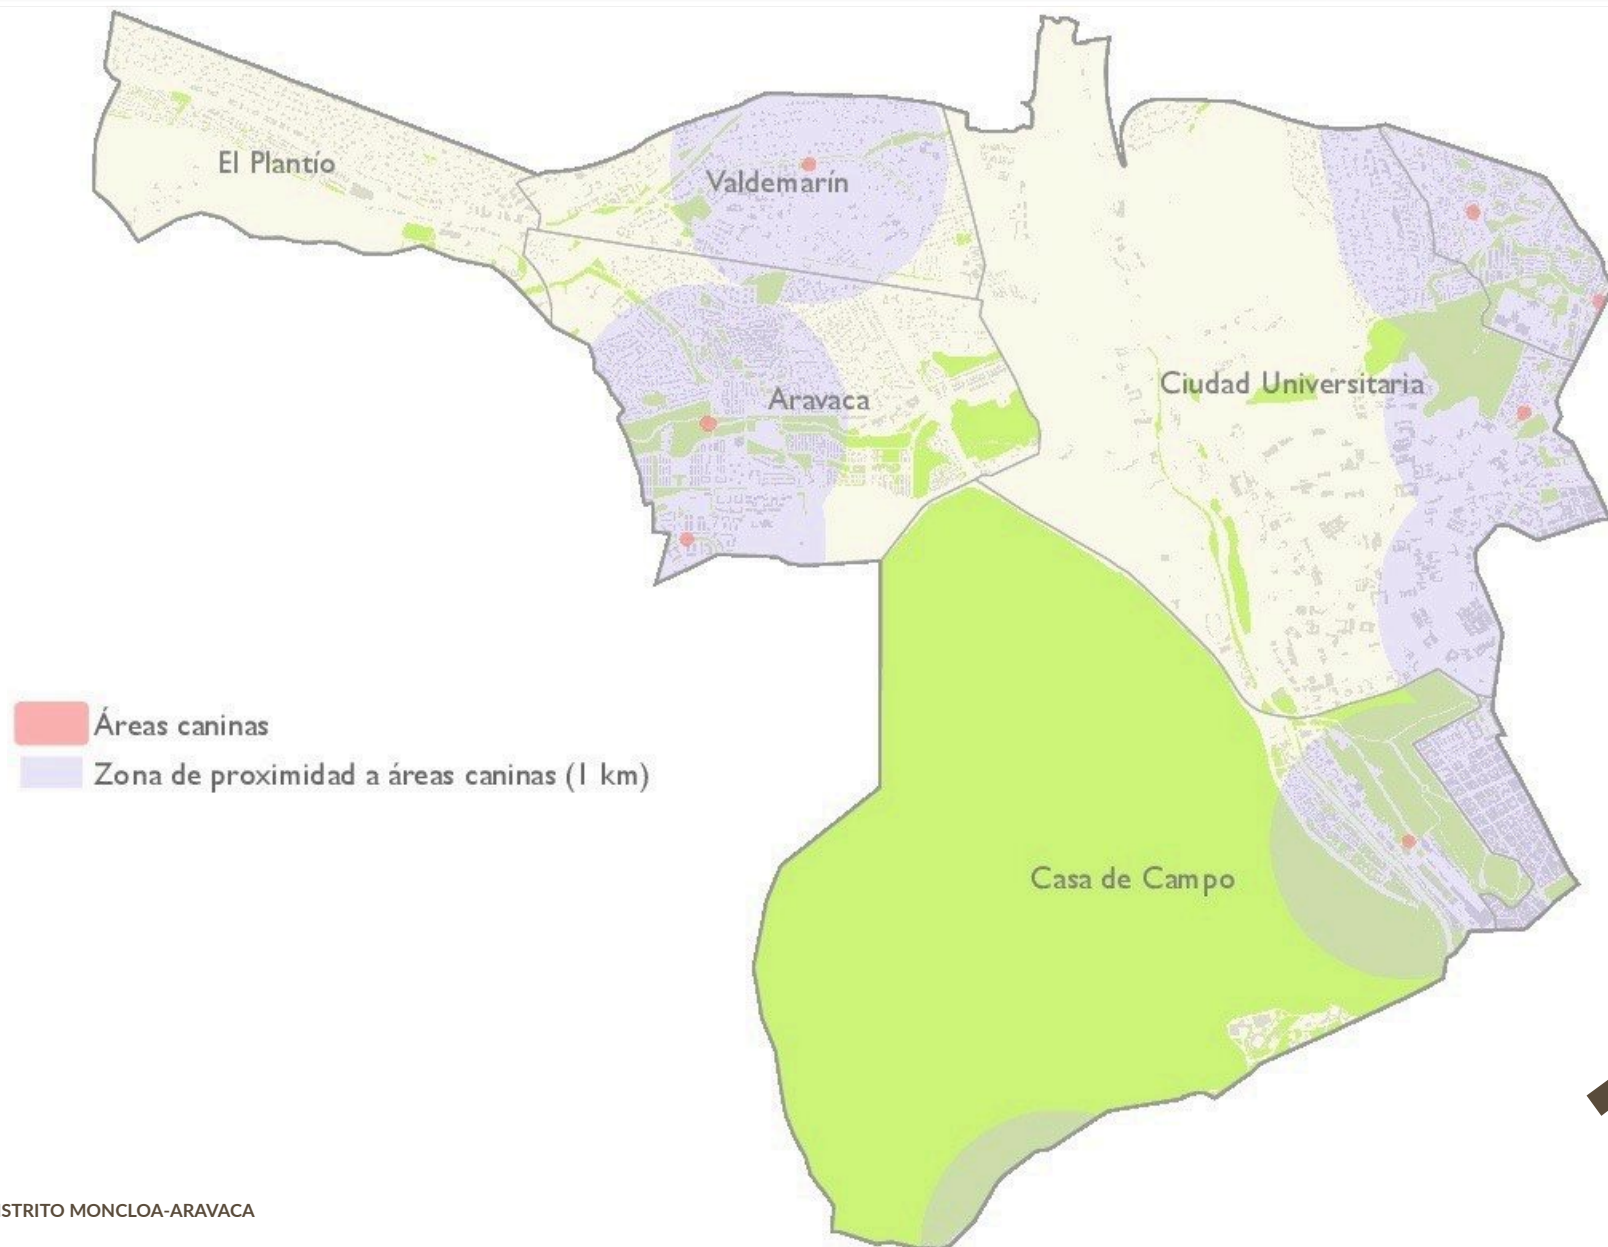 El Plantío
Valdemarín
Aravaca
Ciudad Universitaria
Áreas caninas
Zona de proximidad a áreas caninas (1 km)
Casa de Campo
STRITO MONCLOA-ARAVACA